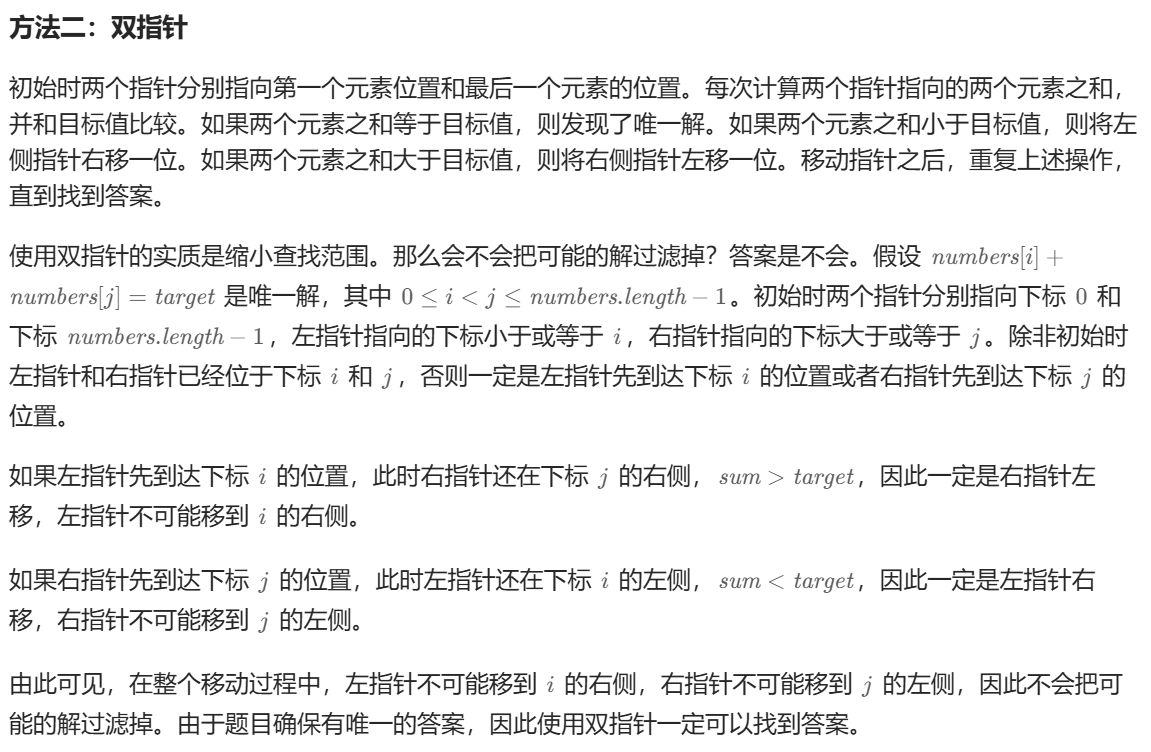 方法二：双指针
初始时两个指针分别指向第一个元素位置和最后一个元素的位置。每次计算两个指针指向的两个元素之和，
并和目标值比较。如果两个元素之和等于目标值，则发现了唯一解。如果两个元素之和小于目标值，则将左
侧指针右移一位。如果两个元素之和大于目标值，则将右侧指针左移一位。移动指针之后，重复上述操作，
直到找到答案。
使用双指针的实质是缩小查找范围。那么会不会把可能的解过滤掉？答案是不会。假设 numbers[i] +
numbers[j] = target 是唯一解，其中 0 ≤ i < j ≤ numbers.length − 1。初始时两个指针分别指向下标 0 和
下标 numbers.length − 1，左指针指向的下标小于或等于 i，右指针指向的下标大于或等于 j。除非初始时
左指针和右指针已经位于下标 i 和 j，否则一定是左指针先到达下标 i 的位置或者右指针先到达下标 j 的
位置。
如果左指针先到达下标 i 的位置，此时右指针还在下标 j 的右侧，sum > target，因此一定是右指针左
移，左指针不可能移到 i 的右侧。
如果右指针先到达下标 j 的位置，此时左指针还在下标 i 的左侧，sum < target，因此一定是左指针右
移，右指针不可能移到 j 的左侧。
由此可见，在整个移动过程中，左指针不可能移到 i 的右侧，右指针不可能移到 j 的左侧，因此不会把可
能的解过滤掉。由于题目确保有唯一的答案，因此使用双指针一定可以找到答案。